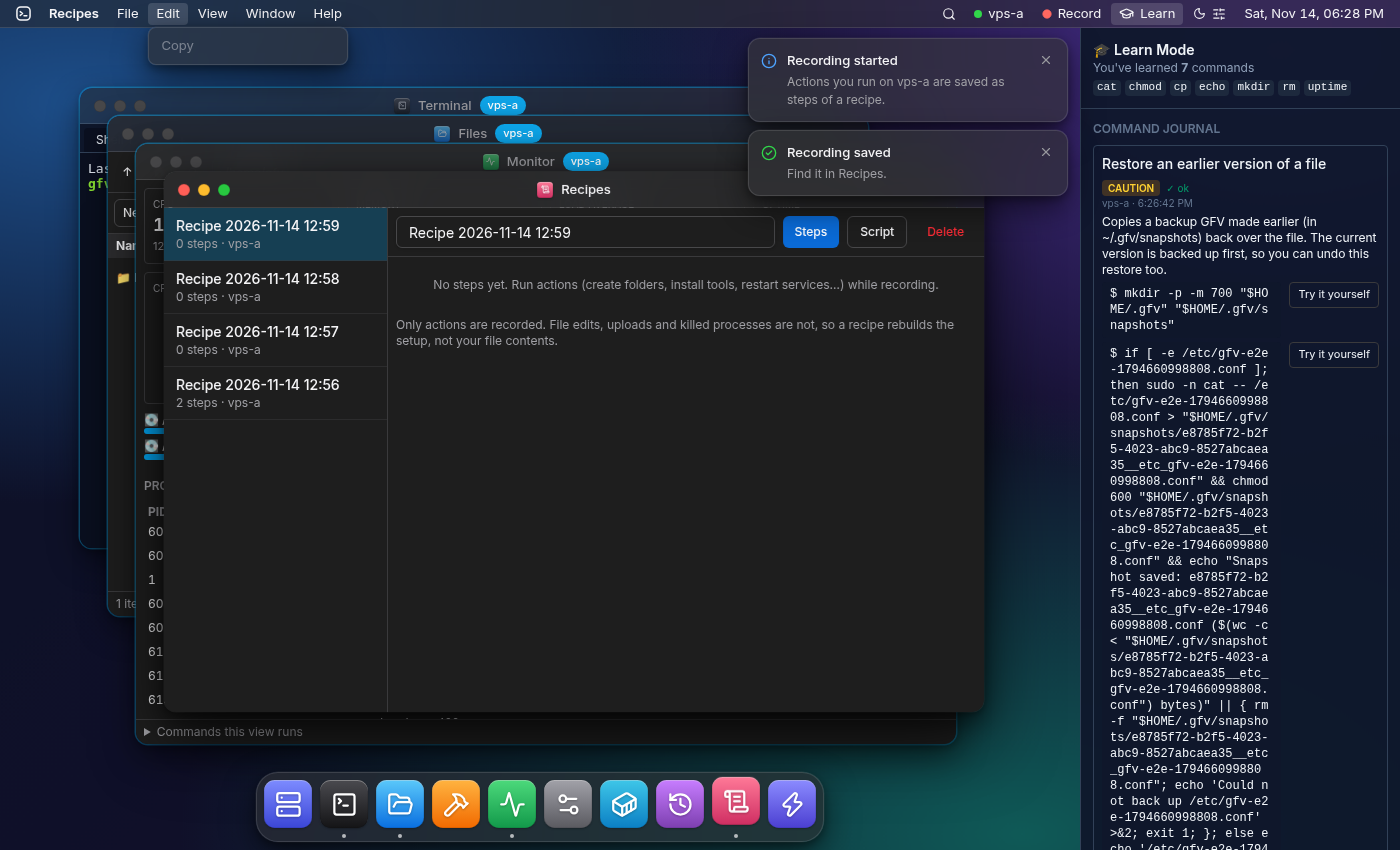 Recipes File Edit View Window Help
vps-a Record Learn Sat, Nov 14, 06:28 PM
Copy
Recording started
Actions you run on vps-a are saved as
steps of a recipe.
Recording saved
Find it in Recipes.
Terminal vps-a
Files vps-a
Monitor vps-a
Recipes
Recipe 2026-11-14 12:59
0 steps · vps-a
Recipe 2026-11-14 12:58
0 steps · vps-a
Recipe 2026-11-14 12:57
0 steps · vps-a
Recipe 2026-11-14 12:56
2 steps · vps-a
Recipe 2026-11-14 12:59 Steps Script Delete
No steps yet. Run actions (create folders, install tools, restart services...) while recording.
Only actions are recorded. File edits, uploads and killed processes are not, so a recipe rebuilds the
setup, not your file contents.
60
60
1
60
60
61
61
61
Commands this view runs
Learn Mode
You've learned 7 commands
cat chmod cp echo mkdir rm uptime
COMMAND JOURNAL
Restore an earlier version of a file
CAUTION ✓ ok
vps-a · 6:26:42 PM
Copies a backup GFV made earlier (in
~/.gfv/snapshots) back over the file. The current
version is backed up first, so you can undo this
restore too.
$ mkdir -p -m 700 "$HO
ME/.gfv" "$HOME/.gfv/s
napshots"
Try it yourself
$ if [ -e /etc/gfv-e2e
-1794660998808.conf ];
then sudo -n cat -- /e
tc/gfv-e2e-17946609988
08.conf > "$HOME/.gfv/
snapshots/e8785f72-b2f
5-4023-abc9-8527abcaea
35__etc_gfv-e2e-179466
0998808.conf" && chmod
600 "$HOME/.gfv/snapsh
ots/e8785f72-b2f5-4023
-abc9-8527abcaea35__et
c_gfv-e2e-179466099880
8.conf" && echo "Snaps
hot saved: e8785f72-b2
f5-4023-abc9-8527abcae
a35__etc_gfv-e2e-17946
60998808.conf ($(wc -c
< "$HOME/.gfv/snapshot
s/e8785f72-b2f5-4023-a
bc9-8527abcaea35__etc_
gfv-e2e-1794660998808.
conf") bytes)" || { rm
-f "$HOME/.gfv/snapsho
ts/e8785f72-b2f5-4023-
abc9-8527abcaea35__etc
_gfv-e2e-1794660998080
8.conf"; echo 'Could n
ot back up /etc/gfv-e2
e-1794660998808.conf'
>&2; exit 1; }; else e
cho '/etc/gfv-e2e-1794
Try it yourself